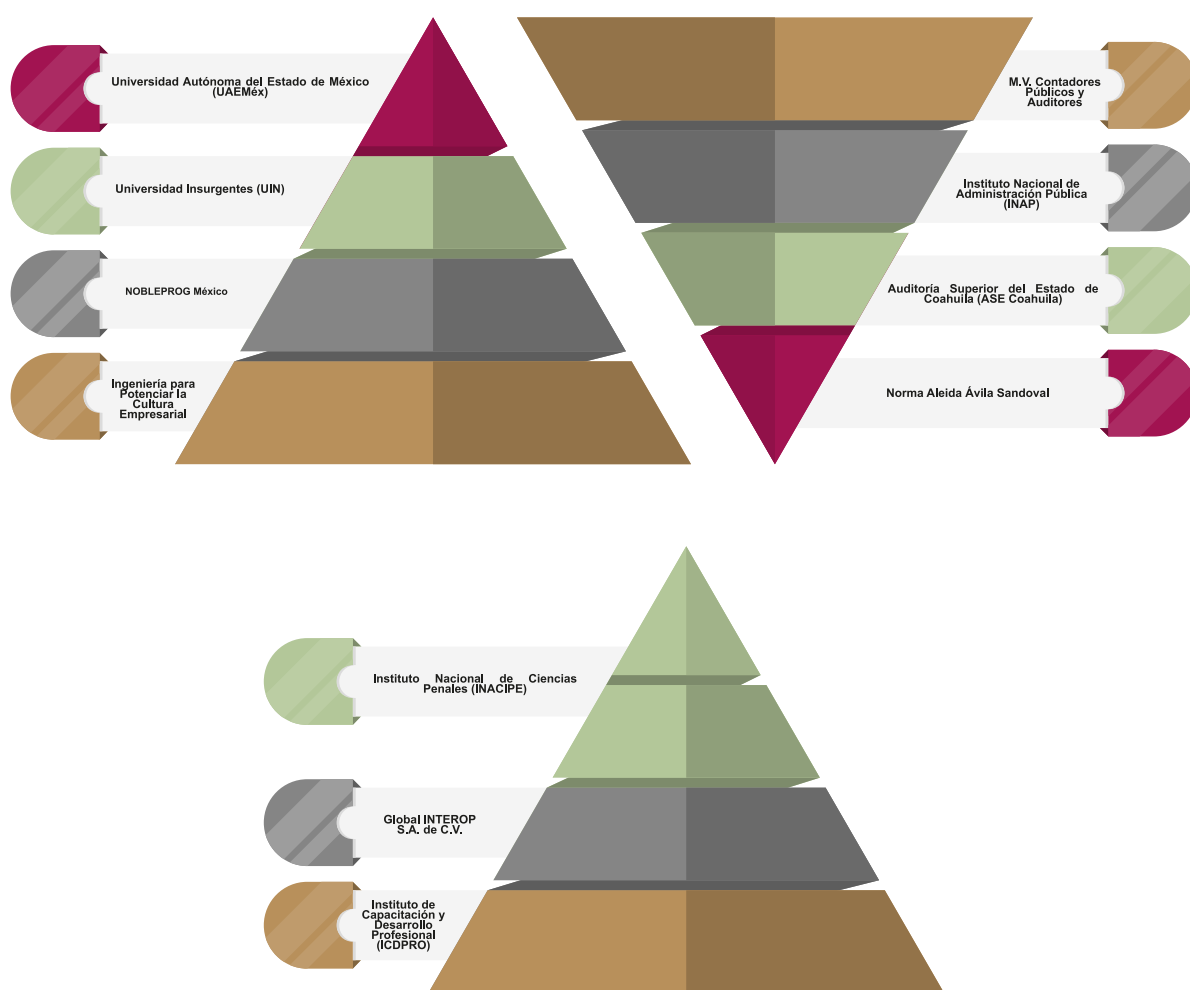 Universidad Autónoma del Estado de México
(UAEMéx)
Universidad Insurgentes (UIN)
NOBLEPROG México
Ingeniería para
Potenciar la
Cultura
Empresarial
M.V. Contadores
Públicos y
Auditores
Instituto Nacional de
Administración Pública
(INAP)
Auditoría Superior del Estado de
Coahuila (ASE Coahuila)
Norma Aleida Ávila Sandoval
Instituto Nacional de Ciencias
Penales (INACIPE)
Global INTEROP
S.A. de C.V.
Instituto de
Capacitación y
Desarrollo
Profesional
(ICDPRO)